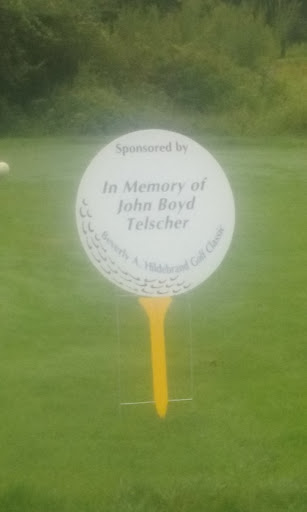 Sponsored by
In Memory of
John Boyd
Telscher
Beverly A. Hildebrand Golf Classic